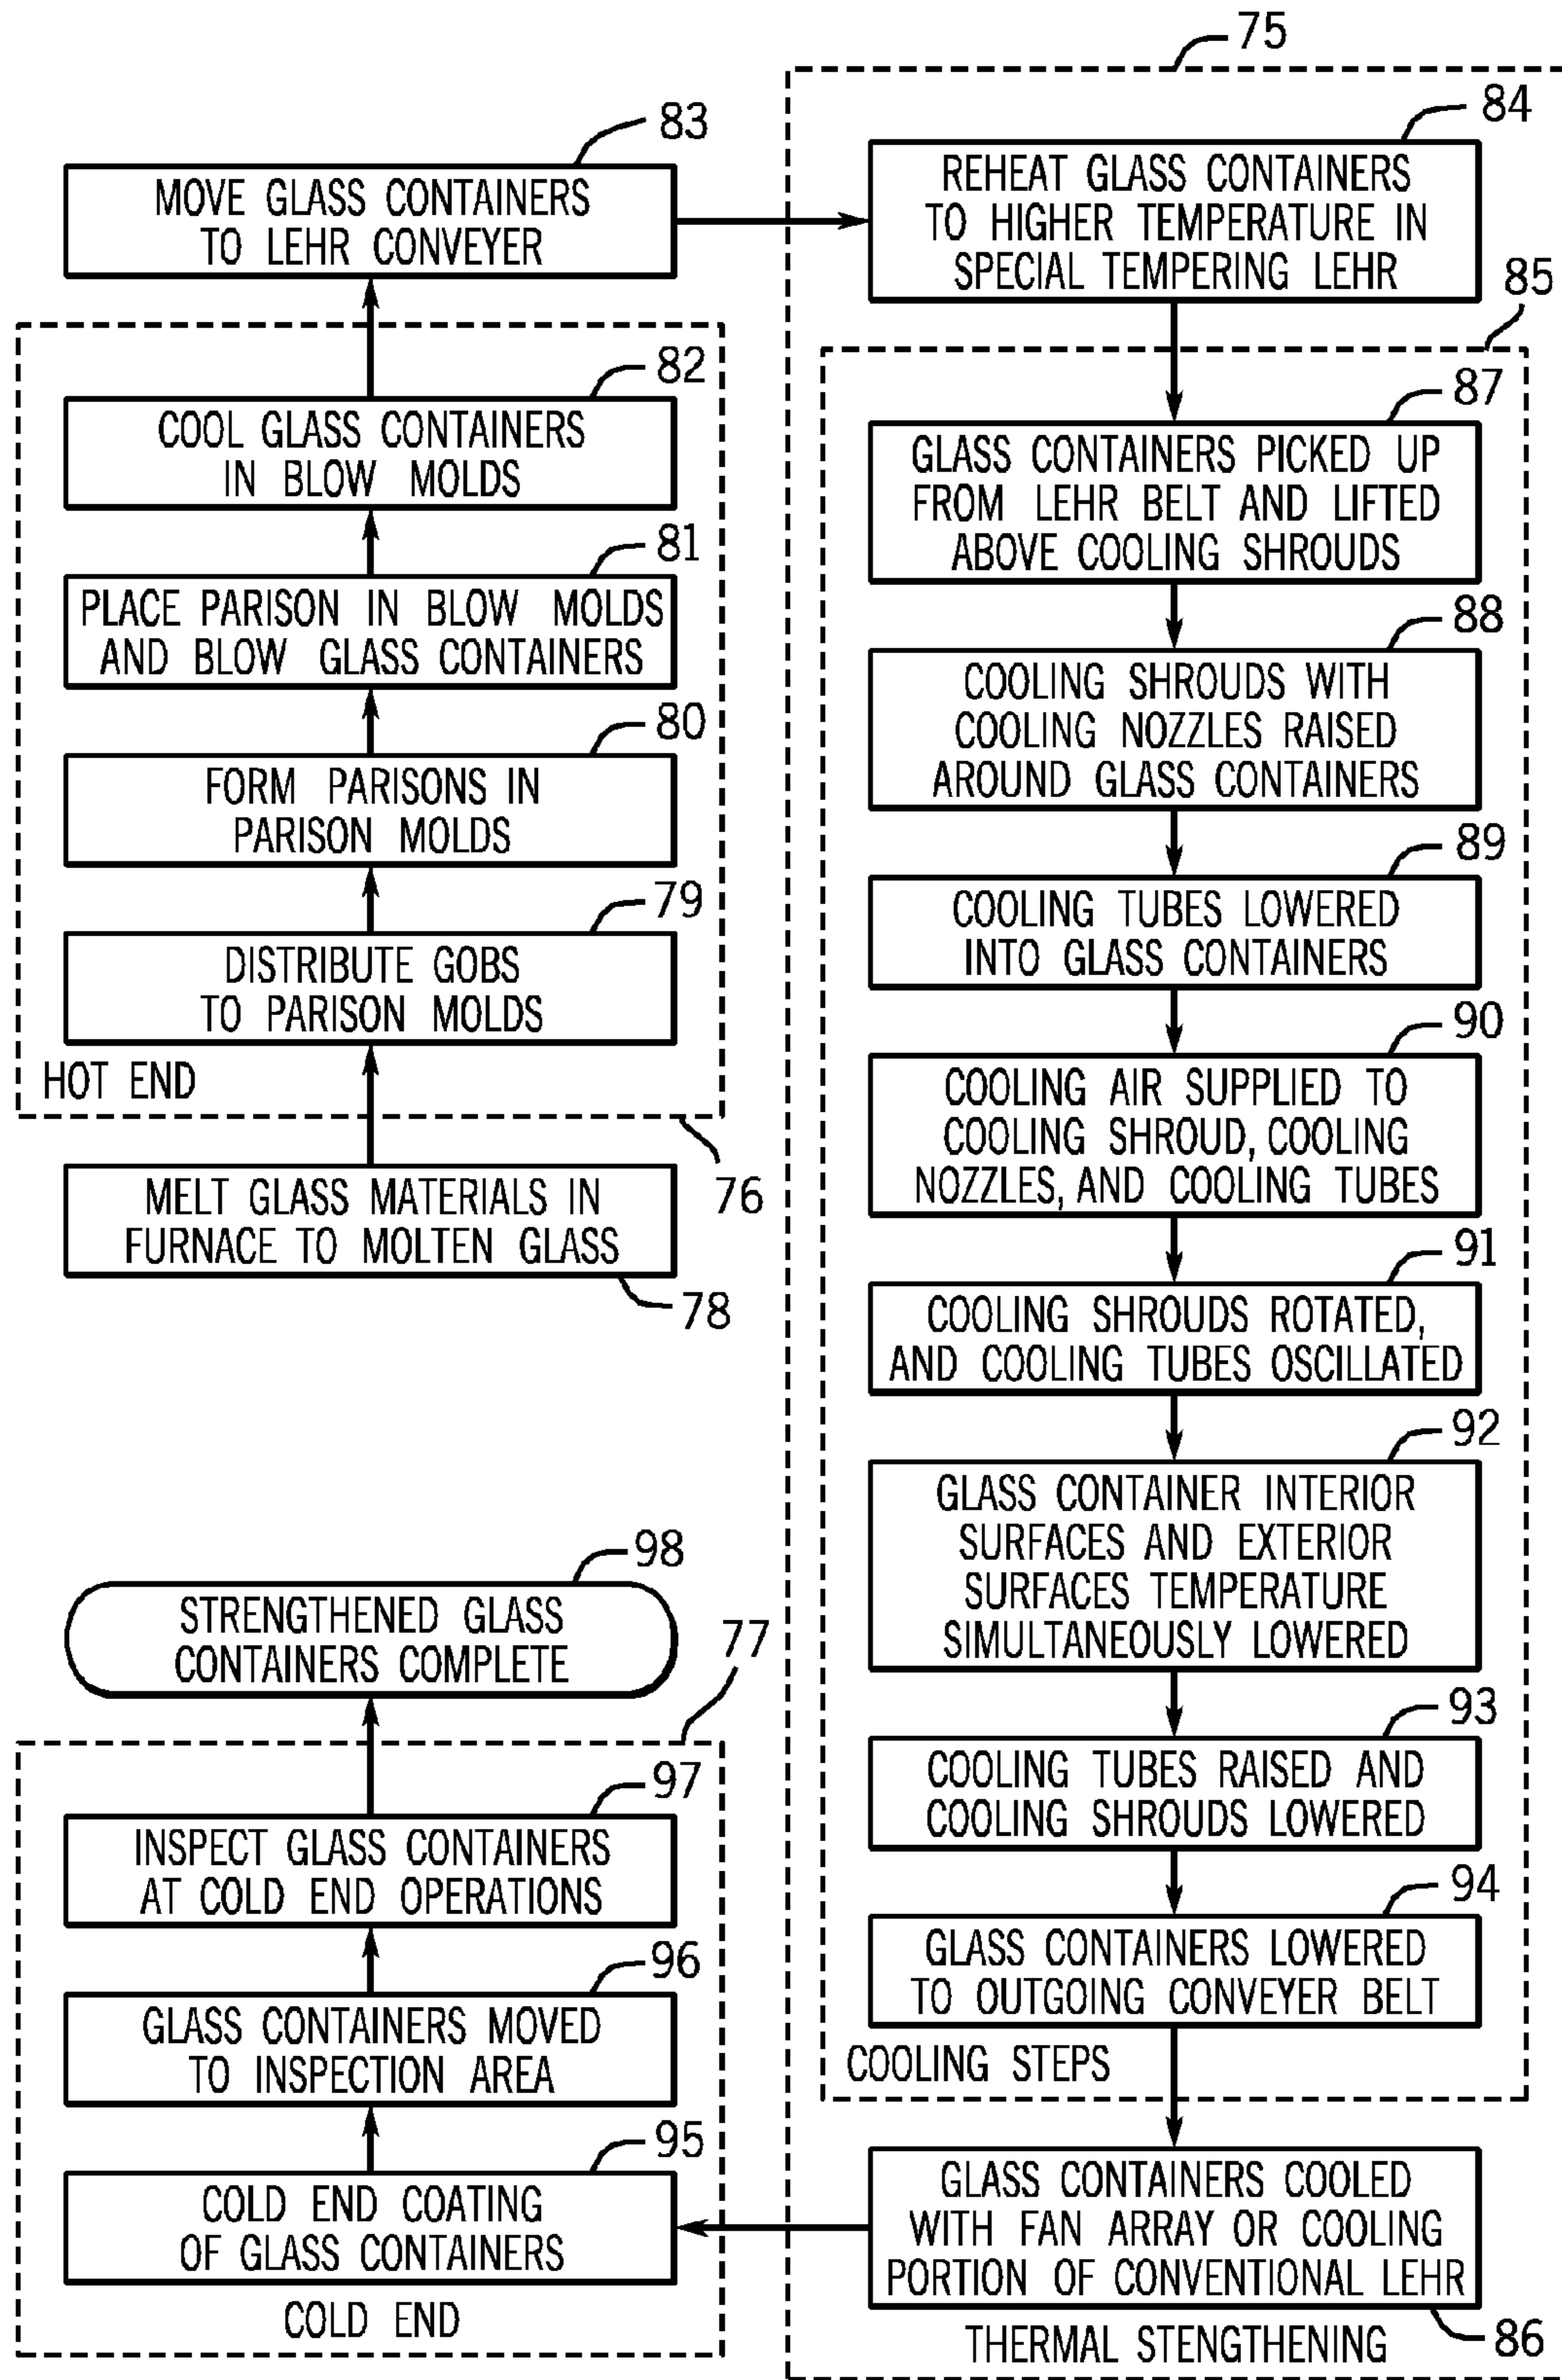 75
83
MOVE GLASS CONTAINERS
TO LEHR CONVEYER
82
COOL GLASS CONTAINERS
IN BLOW MOLDS
81
PLACE PARISON IN BLOW MOLDS
AND BLOW GLASS CONTAINERS
80
FORM PARISONS IN
PARISON MOLDS
79
DISTRIBUTE GOBS
TO PARISON MOLDS
HOT END
76
MELT GLASS MATERIALS IN
FURNACE TO MOLTEN GLASS
78
84
REHEAT GLASS CONTAINERS
TO HIGHER TEMPERATURE IN
SPECIAL TEMPERING LEHR
85
87
GLASS CONTAINERS PICKED UP
FROM LEHR BELT AND LIFTED
ABOVE COOLING SHROUDS
88
COOLING SHROUDS WITH
COOLING NOZZLES RAISED
AROUND GLASS CONTAINERS
89
COOLING TUBES LOWERED
INTO GLASS CONTAINERS
90
COOLING AIR SUPPLIED TO
COOLING SHROUD, COOLING
NOZZLES, AND COOLING TUBES
91
COOLING SHROUDS ROTATED,
AND COOLING TUBES OSCILLATED
92
GLASS CONTAINER INTERIOR
SURFACES AND EXTERIOR
SURFACES TEMPERATURE
SIMULTANEOUSLY LOWERED
93
COOLING TUBES RAISED AND
COOLING SHROUDS LOWERED
94
GLASS CONTAINERS LOWERED
TO OUTGOING CONVEYER BELT
COOLING STEPS
GLASS CONTAINERS COOLED
WITH FAN ARRAY OR COOLING
PORTION OF CONVENTIONAL LEHR
86
THERMAL STENGTHENING
98
STRENGTHENED GLASS
CONTAINERS COMPLETE
77
97
INSPECT GLASS CONTAINERS
AT COLD END OPERATIONS
96
GLASS CONTAINERS MOVED
TO INSPECTION AREA
95
COLD END COATING
OF GLASS CONTAINERS
COLD END